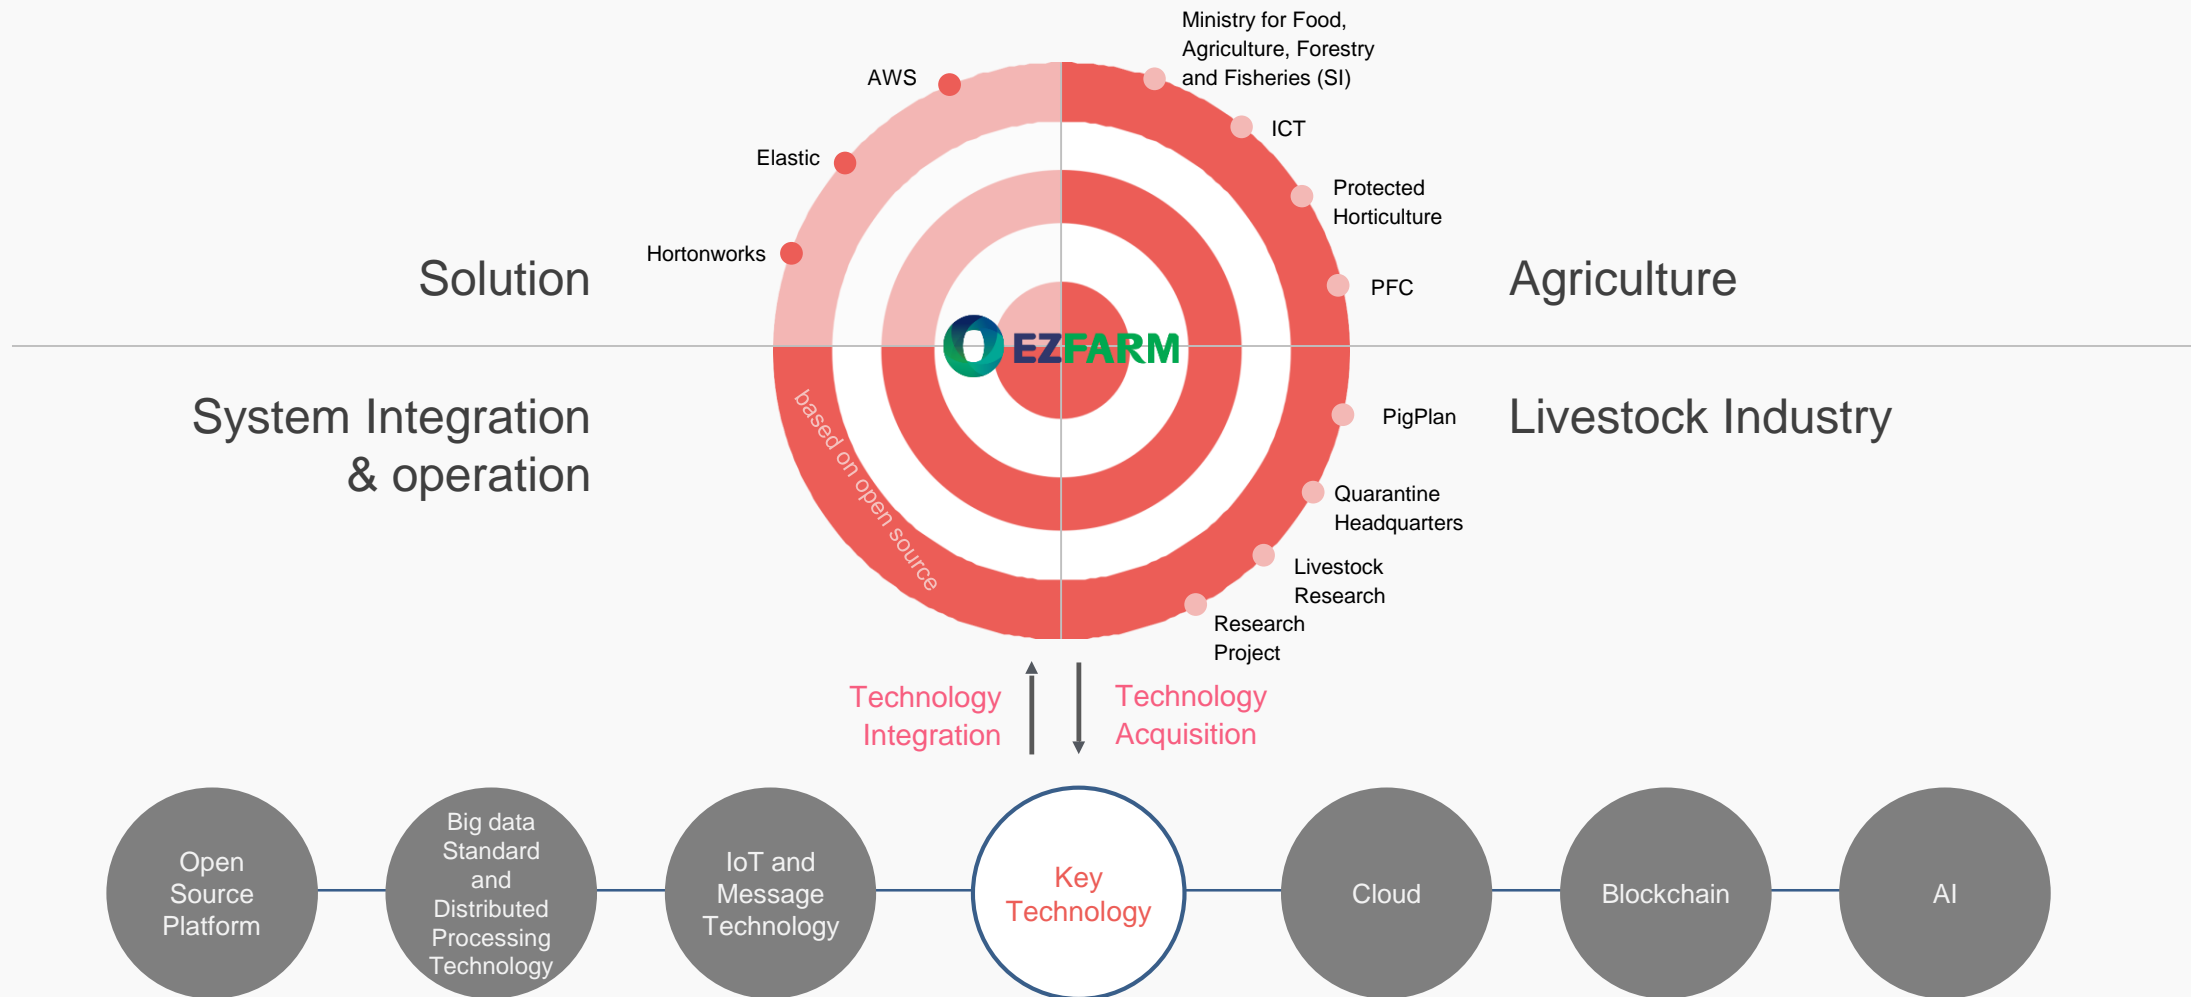 Ministry for Food,
Agriculture, Forestry
and Fisheries (SI)
AWS
ICT
Elastic
Protected
Horticulture
Hortonworks
Solution
PFC
Agriculture
EZFARM
System Integration
& operation
based on open source
PigPlan
Livestock Industry
Quarantine
Headquarters
Livestock
Research
Research
Project
Technology
Integration
Technology
Acquisition
Open
Source
Platform
Big data
Standard
and
Distributed
Processing
Technology
IoT and
Message
Technology
Key
Technology
Cloud
Blockchain
AI